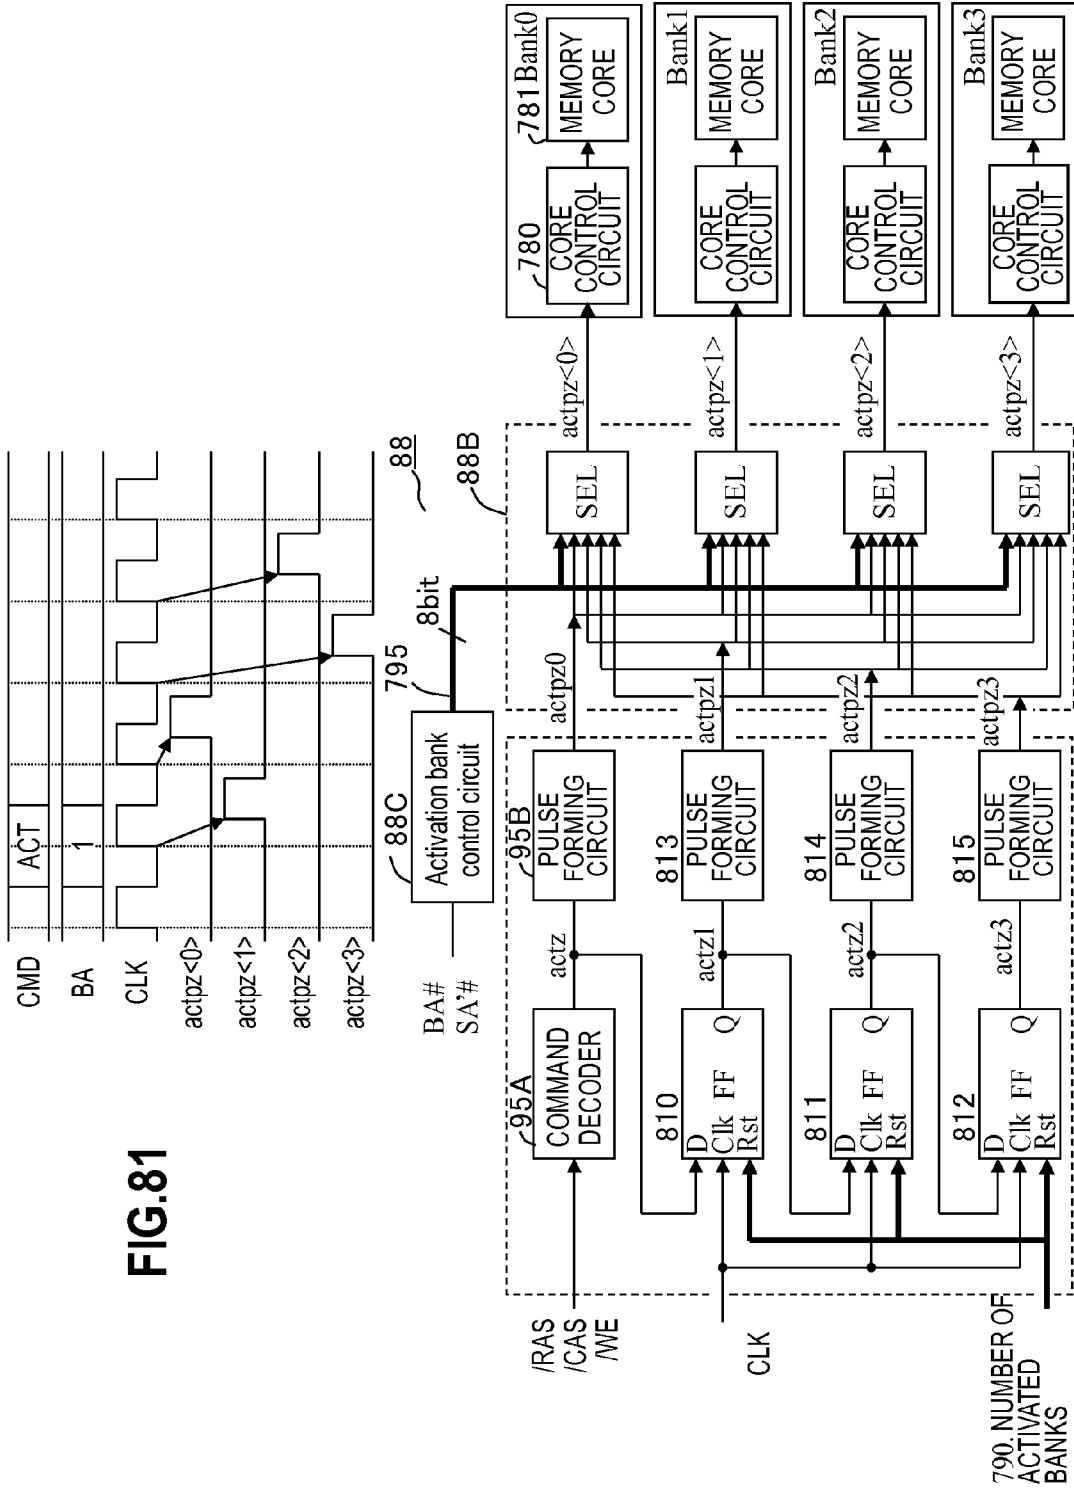 FIG.81
CMD
ACT
BA
1
CLK
actpz<0>
actpz<1>
actpz<2>
actpz<3>
BA#
SA'#
88C
Activation bank
control circuit
795
8bit
88
88B
/RAS
/CAS
/WE
95A
COMMAND
DECODER
actz
95B
PULSE
FORMING
CIRCUIT
actpz0
SEL
actpz<0>
780
CORE
CONTROL
CIRCUIT
781
Bank0
MEMORY
CORE
CLK
810
D
Clk FF Q
Rst
actz1
813
PULSE
FORMING
CIRCUIT
actpz1
SEL
actpz<1>
CORE
CONTROL
CIRCUIT
Bank1
MEMORY
CORE
811
D
Clk FF Q
Rst
actz2
814
PULSE
FORMING
CIRCUIT
actpz2
SEL
actpz<2>
CORE
CONTROL
CIRCUIT
Bank2
MEMORY
CORE
790. NUMBER OF
ACTIVATED
BANKS
812
D
Clk FF Q
Rst
actz3
815
PULSE
FORMING
CIRCUIT
actpz3
SEL
actpz<3>
CORE
CONTROL
CIRCUIT
Bank3
MEMORY
CORE